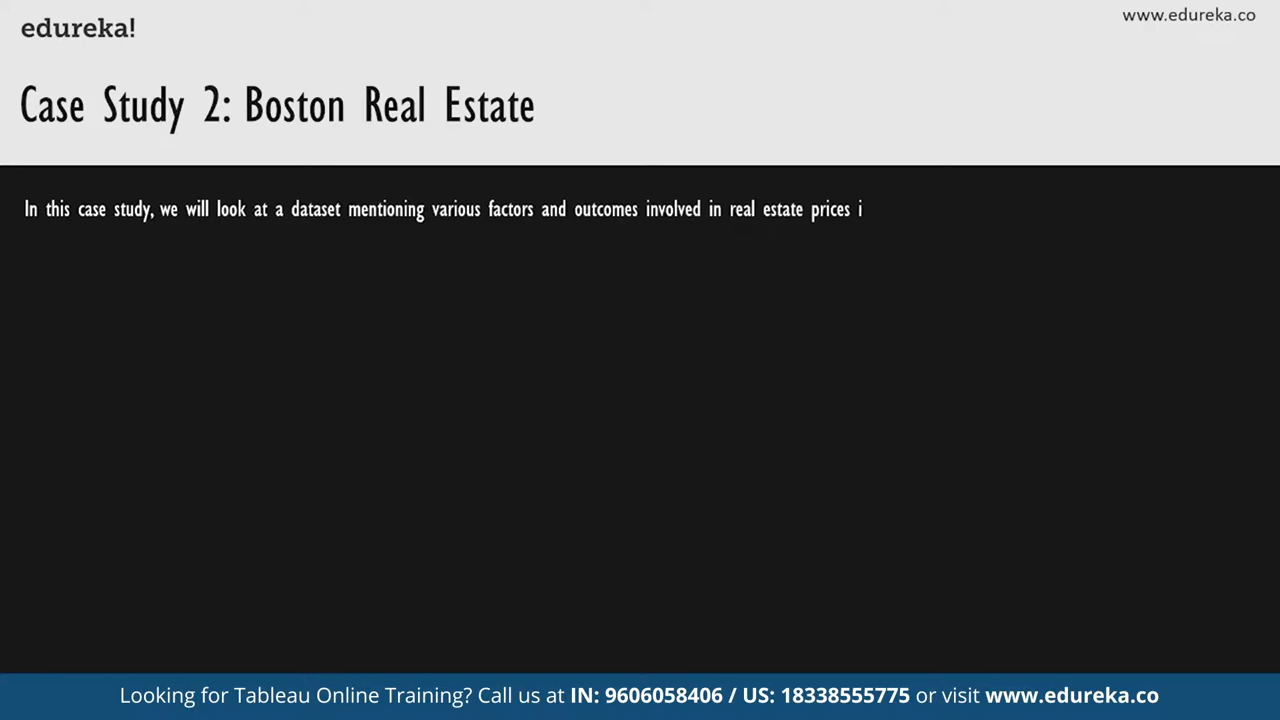 edureka!
www.edureka.co
Case Study 2: Boston Real Estate
In this case study, we will look at a dataset mentioning various factors and outcomes involved in real estate prices i
Looking for Tableau Online Training? Call us at IN: 9606058406 / US: 18338555775 or visit www.edureka.co